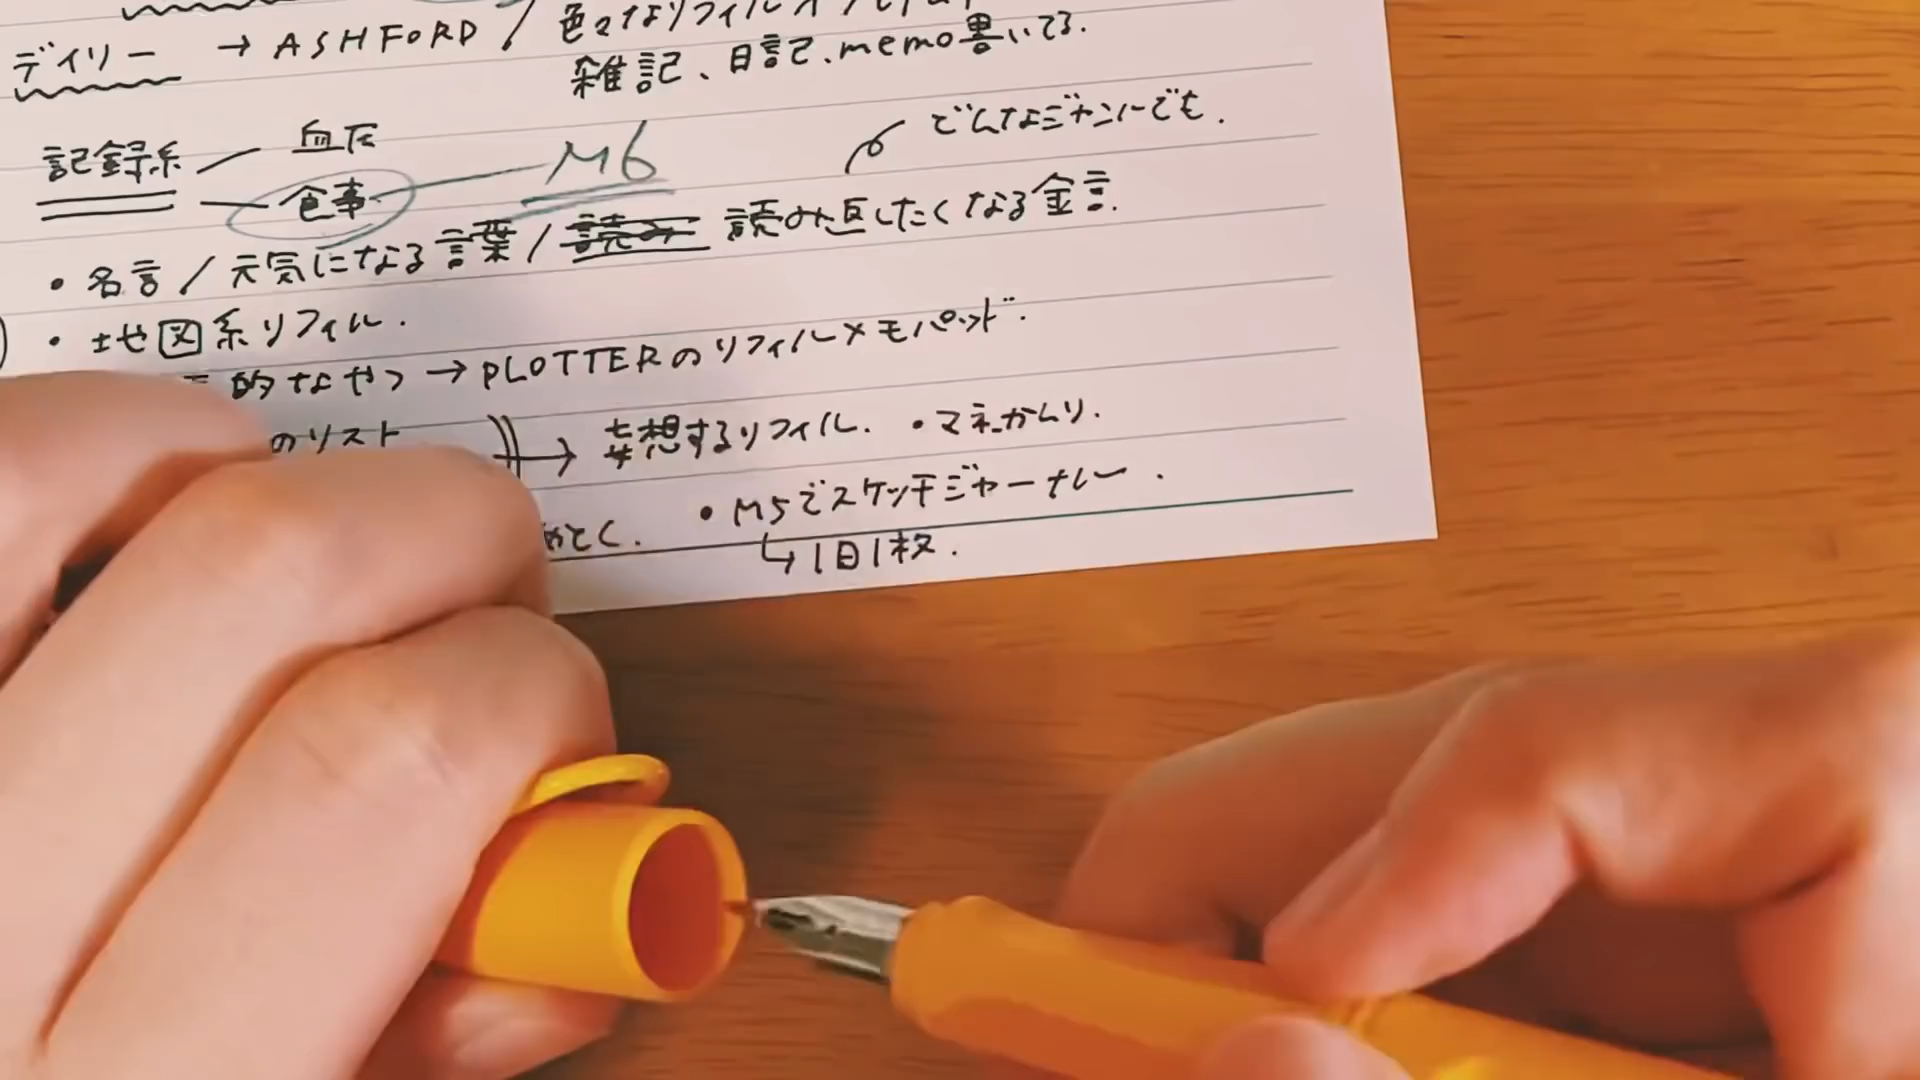 デイリー → ASHFORD / 色々なリフィル
雑記、日記、memo書いてる.
記録系 血圧
食事 M6
どんなジャンルでも.
・名言/元気になる言葉/読み 読み返したくなる金言.
・地図系リフィル.
的なやつ → PLOTTERのリフィルメモパッド.
のリスト → 妄想するリフィル. ・マネかんり.
めとく. ・M5でスケッチジャーナル.
↳1日1枚.